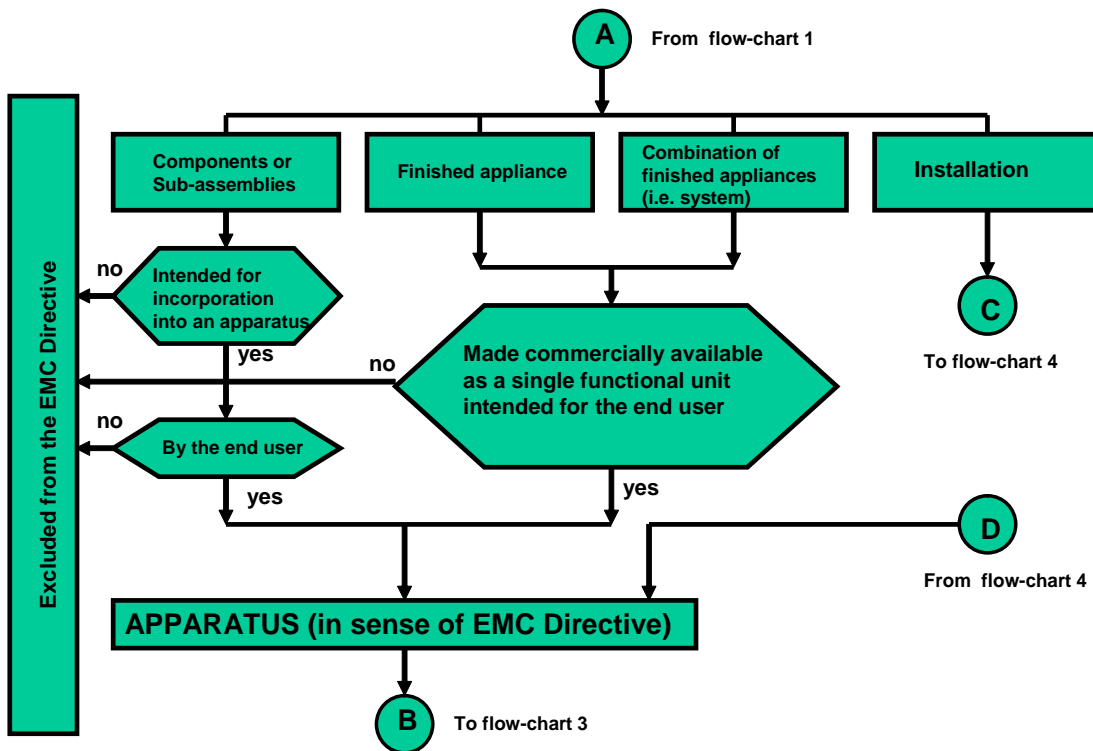 A
From flow-chart 1
Components or
Sub-assemblies
Finished appliance
Combination of
finished appliances
(i.e. system)
Installation
Excluded from the EMC Directive
no
Intended for
incorporation
into an apparatus
yes
no
Made commercially available
as a single functional unit
intended for the end user
C
To flow-chart 4
no
By the end user
yes
yes
D
From flow-chart 4
APPARATUS (in sense of EMC Directive)
B
To flow-chart 3